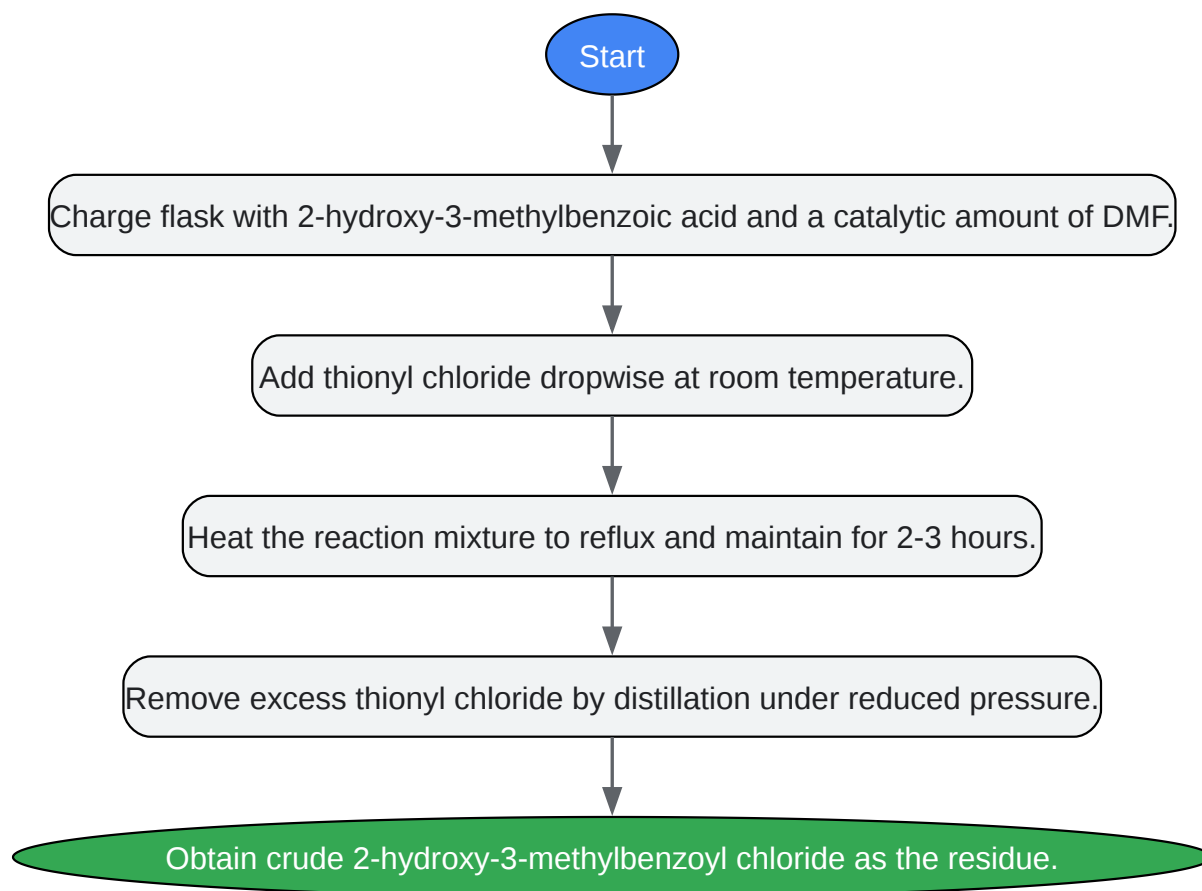 Start
Charge flask with 2-hydroxy-3-methylbenzoic acid and a catalytic amount of DMF.
Add thionyl chloride dropwise at room temperature.
Heat the reaction mixture to reflux and maintain for 2-3 hours.
Remove excess thionyl chloride by distillation under reduced pressure.
Obtain crude 2-hydroxy-3-methylbenzoyl chloride as the residue.